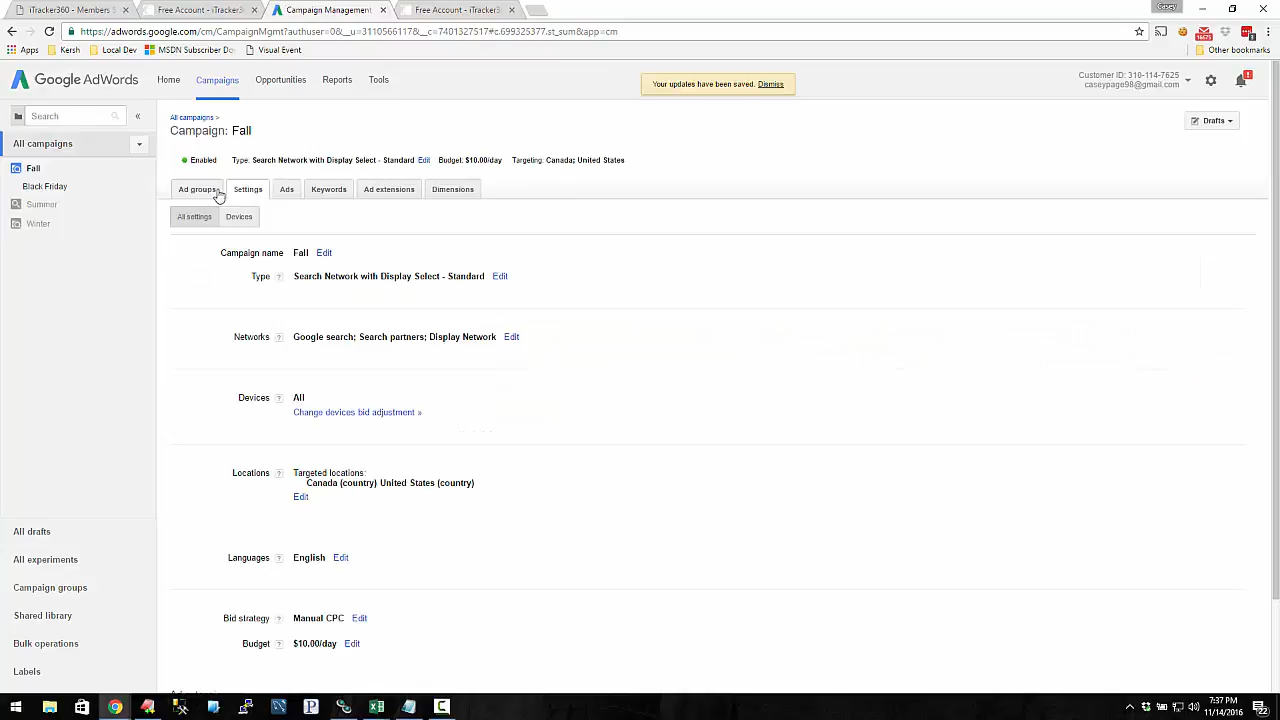 iTracker360 - Members
Free Account - iTracker3
Campaign Management
Free Account - iTracker3
Casey
https://adwords.google.com/cm/CampaignMgmt?authuser=0&__u=3110566117&__c=7401327517#c.699325377.st_sum&app=cm
Apps Kersh Local Dev MSDN Subscriber Do Visual Event Other bookmarks
Google AdWords Home Campaigns Opportunities Reports Tools
Your updates have been saved. Dismiss
Customer ID: 310-114-7625
caseypage98@gmail.com
Search «
All campaigns >
Campaign: Fall
Drafts
All campaigns
Fall
Black Friday
Summer
Winter
Enabled Type: Search Network with Display Select - Standard Edit Budget: $10.00/day Targeting: Canada; United States
Ad groups Settings Ads Keywords Ad extensions Dimensions
All settings Devices
Campaign name Fall Edit
Type ? Search Network with Display Select - Standard Edit
Networks ? Google search; Search partners; Display Network Edit
Devices ? All
Change devices bid adjustment »
Locations ? Targeted locations:
Canada (country) United States (country)
Edit
Languages ? English Edit
Bid strategy ? Manual CPC Edit
Budget ? $10.00/day Edit
All drafts
All experiments
Campaign groups
Shared library
Bulk operations
Labels
7:37 PM
11/14/2016